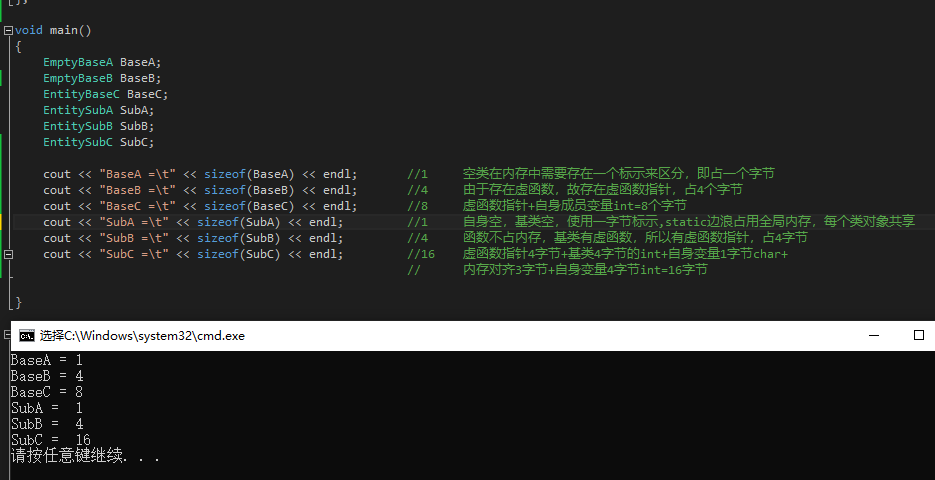 };
void main()
{
EmptyBaseA BaseA;
EmptyBaseB BaseB;
EntityBaseC BaseC;
EntitySubA SubA;
EntitySubB SubB;
EntitySubC SubC;
cout << "BaseA =\t" << sizeof(BaseA) << endl; //1 空类在内存中需要存在一个标示来区分，即占一个字节
cout << "BaseB =\t" << sizeof(BaseB) << endl; //4 由于存在虚函数，故存在虚函数指针，占4个字节
cout << "BaseC =\t" << sizeof(BaseC) << endl; //8 虚函数指针+自身成员变量int=8个字节
cout << "SubA =\t" << sizeof(SubA) << endl; //1 自身空，基类空，使用一字节标示,static边浪占用全局内存，每个类对象共享
cout << "SubB =\t" << sizeof(SubB) << endl; //4 函数不占内存，基类有虚函数，所以有虚函数指针，占4字节
cout << "SubC =\t" << sizeof(SubC) << endl; //16 虚函数指针4字节+基类4字节的int+自身变量1字节char+
// 内存对齐3字节+自身变量4字节int=16字节
}
选择C:\Windows\system32\cmd.exe
BaseA = 1
BaseB = 4
BaseC = 8
SubA = 1
SubB = 4
SubC = 16
请按任意键继续. . .